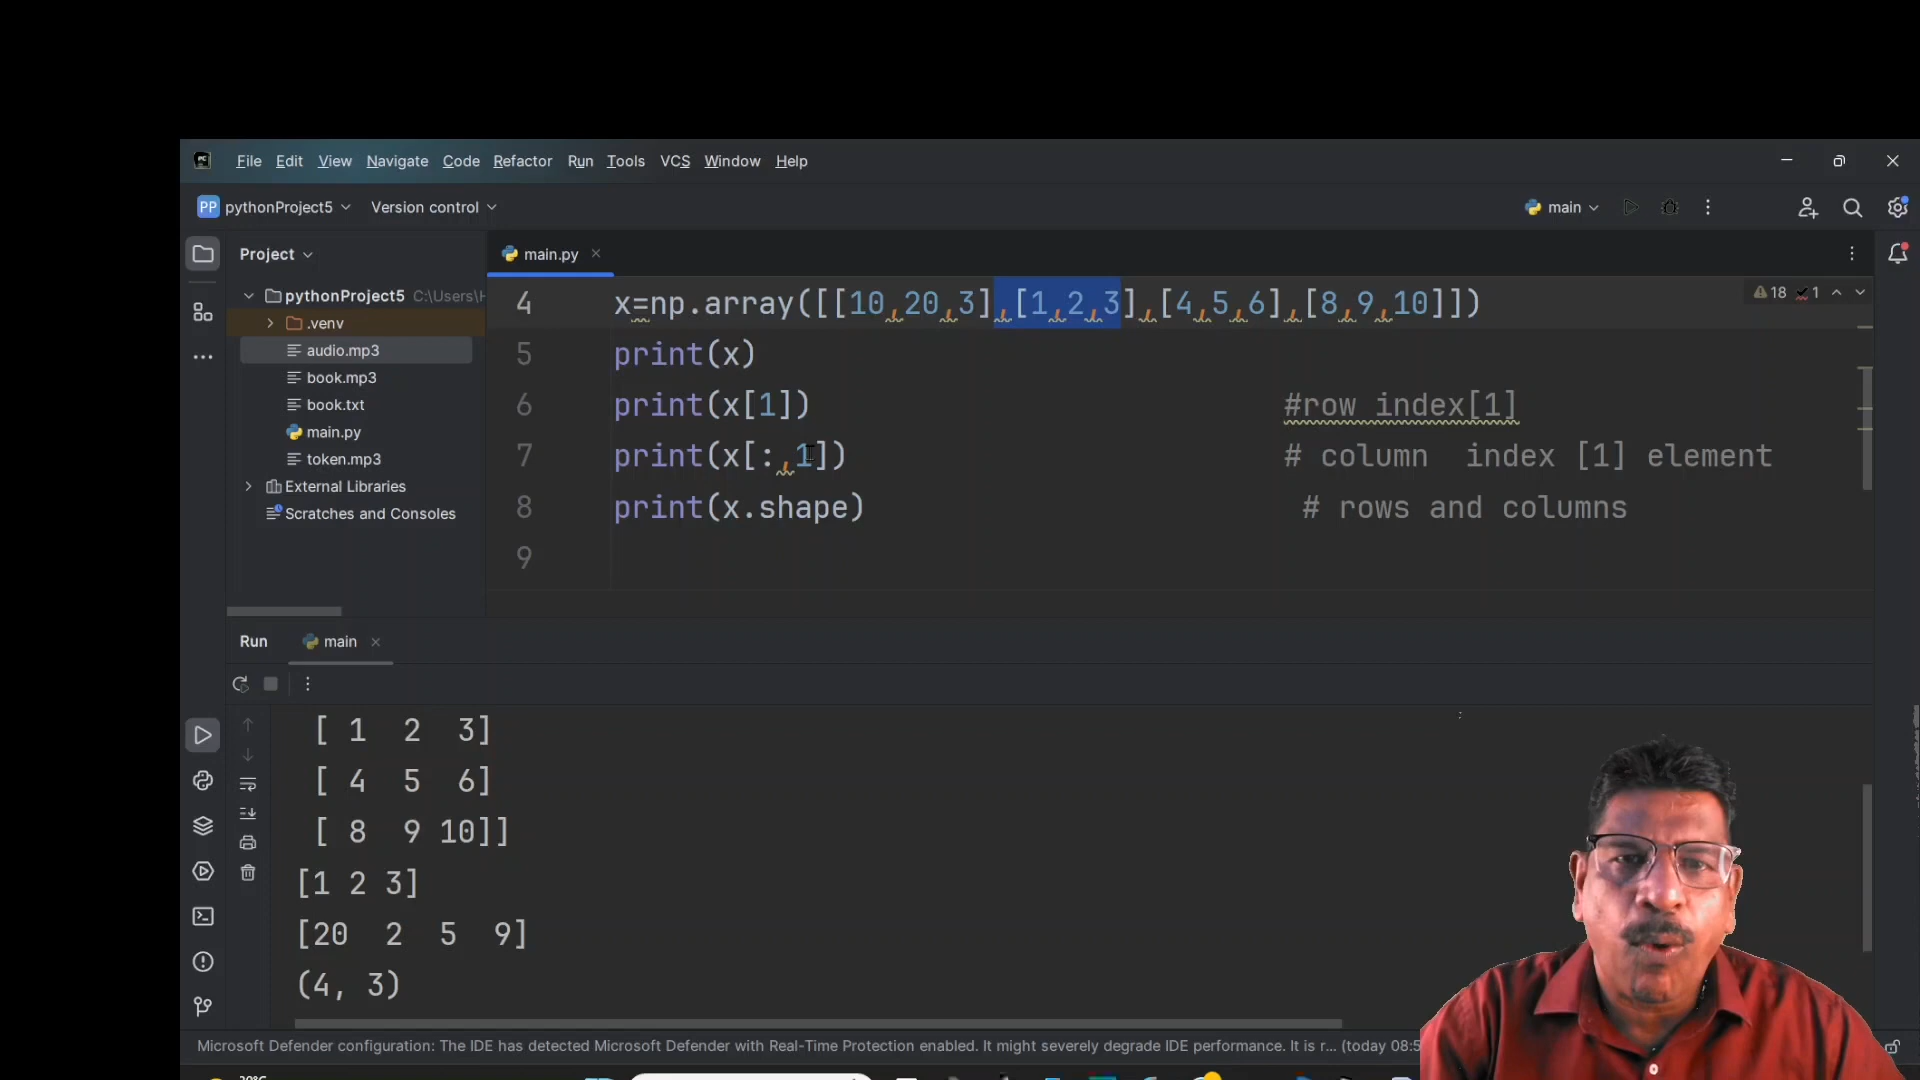 File Edit View Navigate Code Refactor Run Tools VCS Window Help
PP pythonProject5 Version control main
Project main.py
pythonProject5 C:\Users\
.venv
audio.mp3
book.mp3
book.txt
main.py
token.mp3
External Libraries
Scratches and Consoles
4 x=np.array([[10,20,3],[1,2,3],[4,5,6],[8,9,10]]) 18 1
5 print(x)
6 print(x[1]) #row index[1]
7 print(x[:,1]) # column index [1] element
8 print(x.shape) # rows and columns
9
Run main
[ 1 2 3]
[ 4 5 6]
[ 8 9 10]]
[1 2 3]
[20 2 5 9]
(4, 3)
Microsoft Defender configuration: The IDE has detected Microsoft Defender with Real-Time Protection enabled. It might severely degrade IDE performance. It is r... (today 08:5